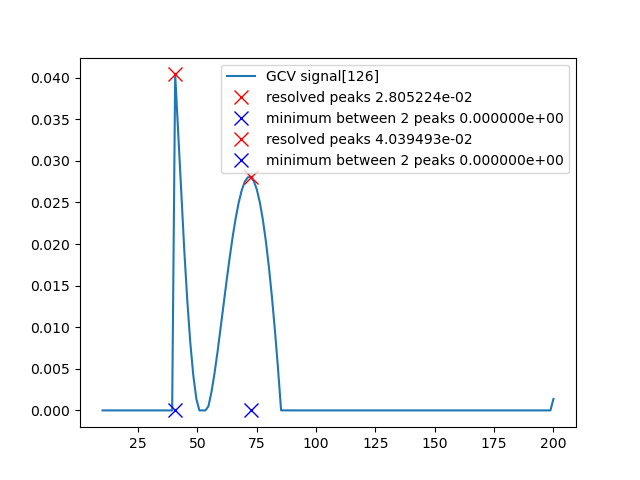 GCV signal[126]
resolved peaks 2.805224e-02
minimum between 2 peaks 0.000000e+00
resolved peaks 4.039493e-02
minimum between 2 peaks 0.000000e+00
0.040
0.035
0.030
0.025
0.020
0.015
0.010
0.005
0.000
25 50 75 100 125 150 175 200